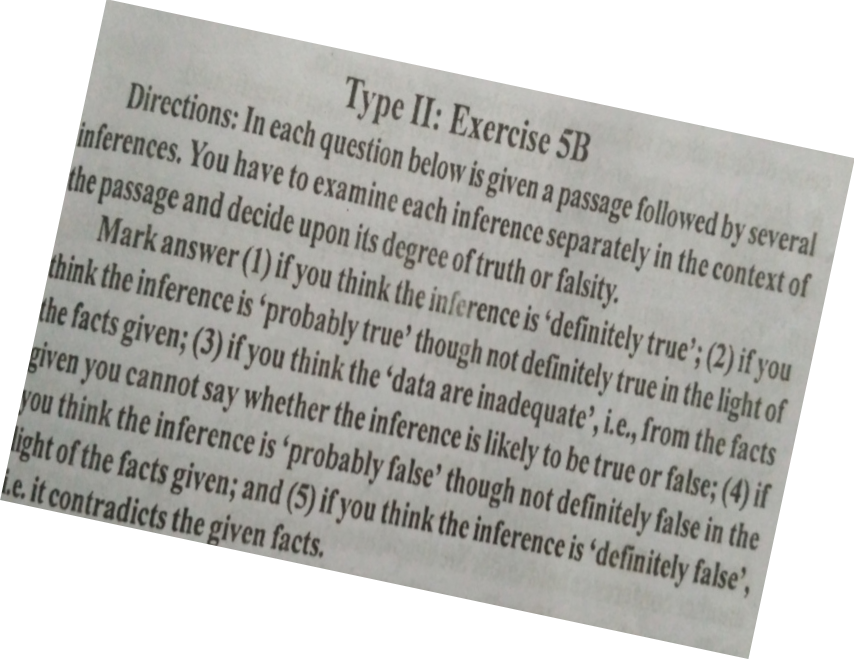 Type II: Exercise 5B
Directions: In each question below is given a passage followed by several
inferences. You have to examine each inference separately in the context of
the passage and decide upon its degree of truth or falsity.
Mark answer (1) if you think the inference is ‘definitely true’; (2) if you
think the inference is ‘probably true’ though not definitely true in the light of
the facts given; (3) if you think the ‘data are inadequate’, i.e., from the facts
given you cannot say whether the inference is likely to be true or false; (4) if
you think the inference is ‘probably false’ though not definitely false in the
light of the facts given; and (5) if you think the inference is ‘definitely false’,
i.e. it contradicts the given facts.